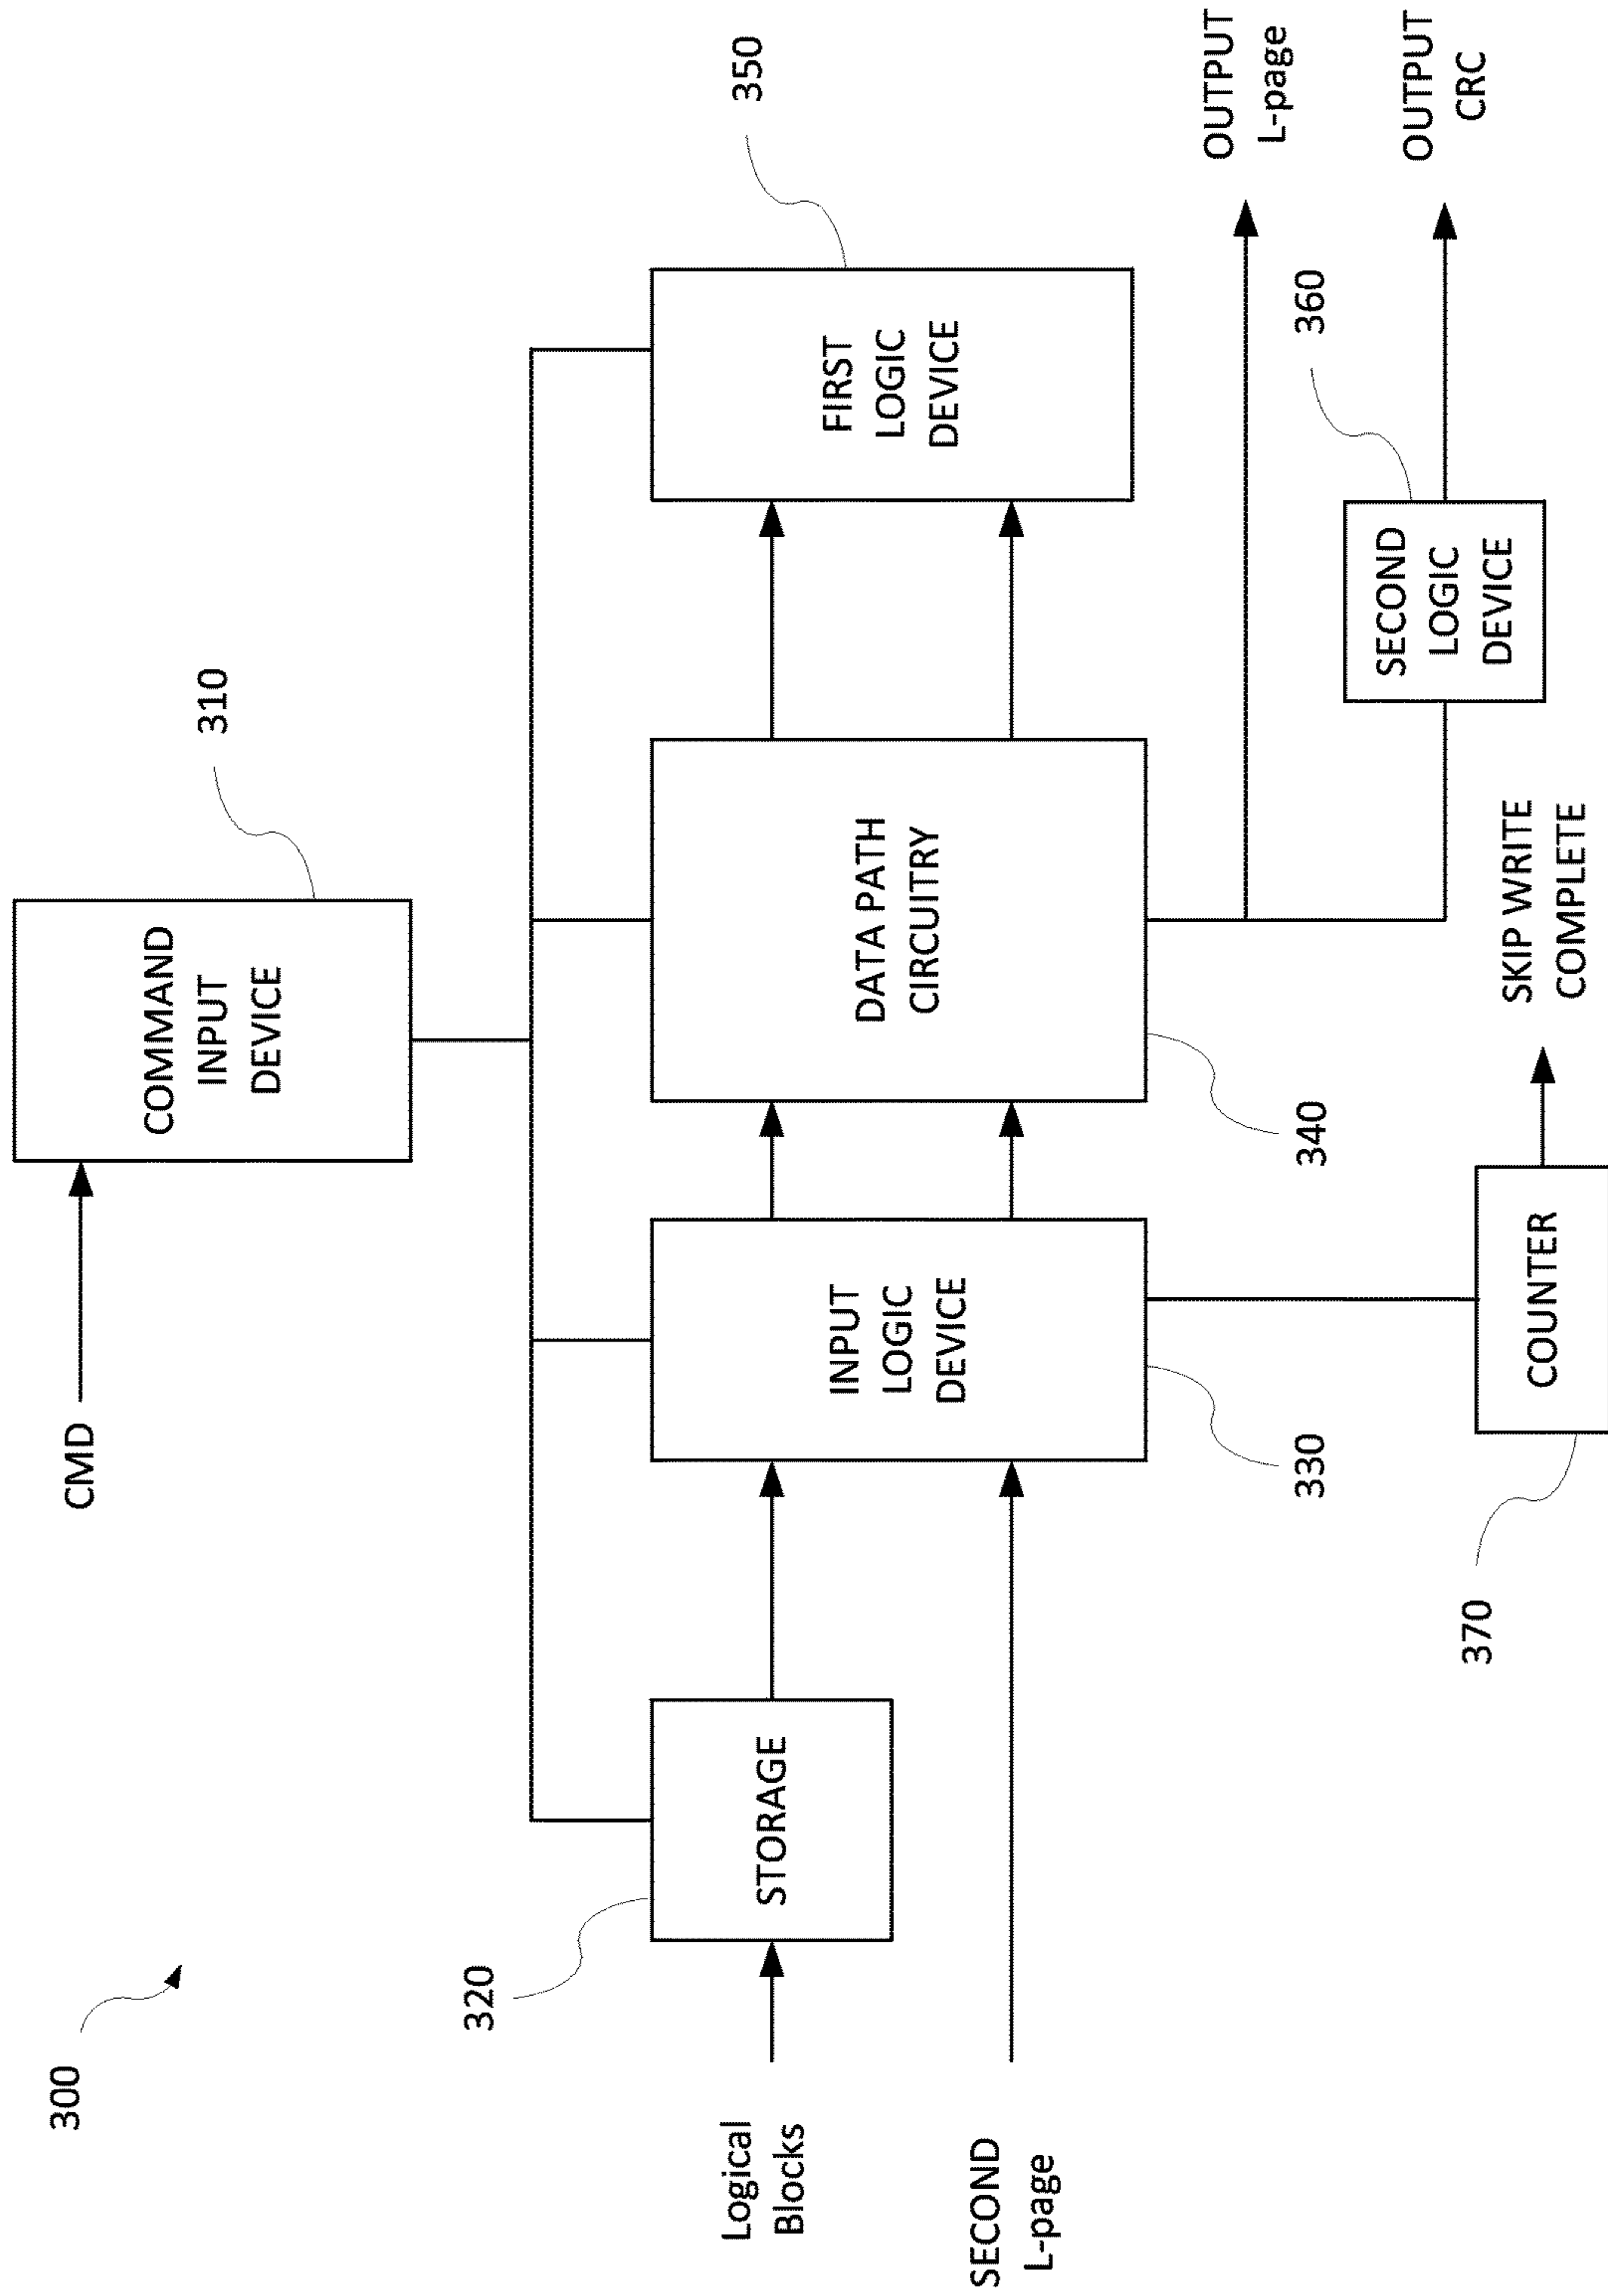 300
CMD
COMMAND
INPUT
DEVICE
310
320
STORAGE
Logical
Blocks
SECOND
L-page
INPUT
LOGIC
DEVICE
330
DATA PATH
CIRCUITRY
340
FIRST
LOGIC
DEVICE
350
OUTPUT
L-page
SECOND
LOGIC
DEVICE
360
OUTPUT
CRC
COUNTER
370
SKIP WRITE
COMPLETE